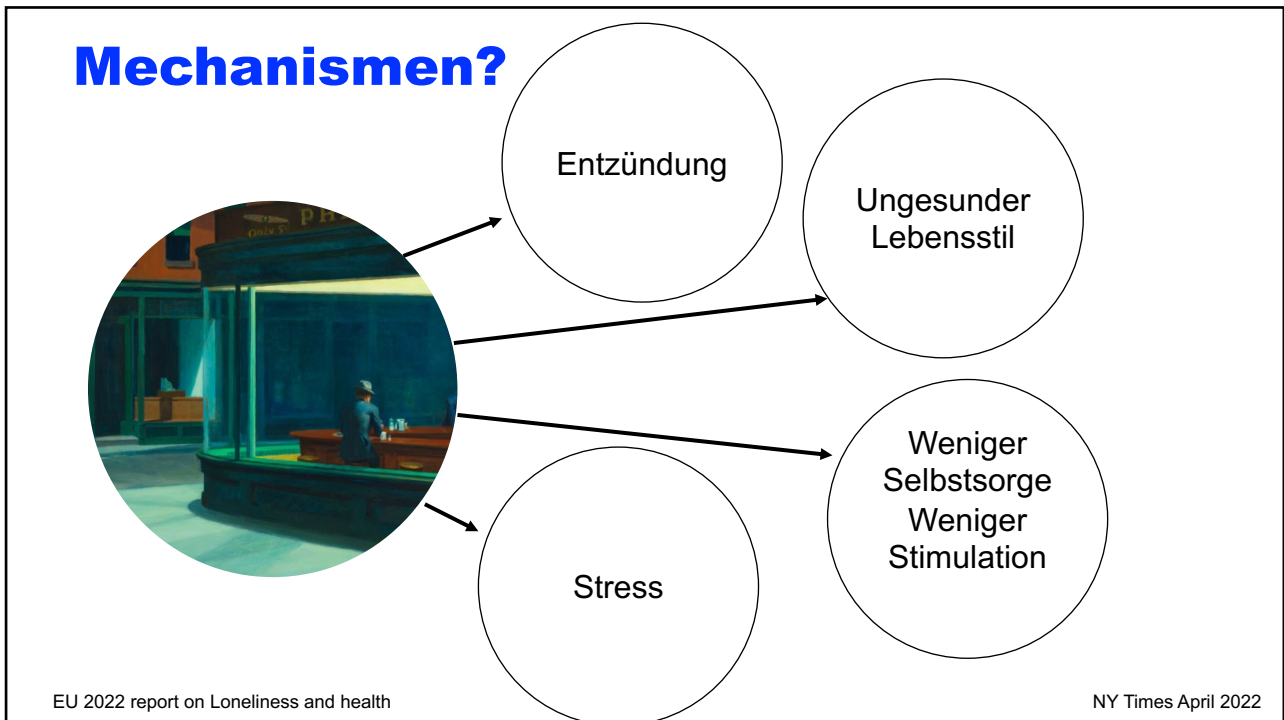 Mechanismen?
Entzündung
Ungesunder
Lebensstil
Weniger
Selbstsorge
Weniger
Stimulation
Stress
EU 2022 report on Loneliness and health
NY Times April 2022